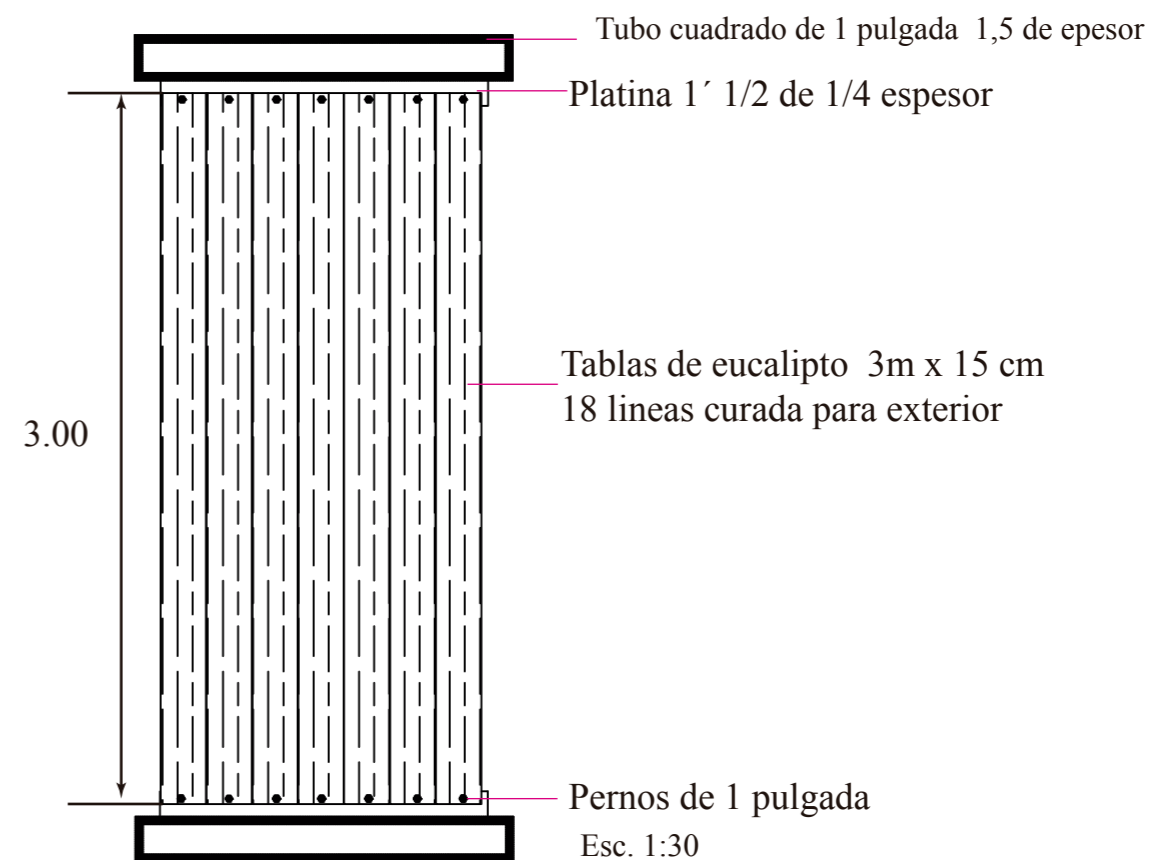 Tubo cuadrado de 1 pulgada 1,5 de epesor
Platina 1´ 1/2 de 1/4 espesor
Tablas de eucalipto 3m x 15 cm
18 lineas curada para exterior
3.00
Pernos de 1 pulgada
Esc. 1:30